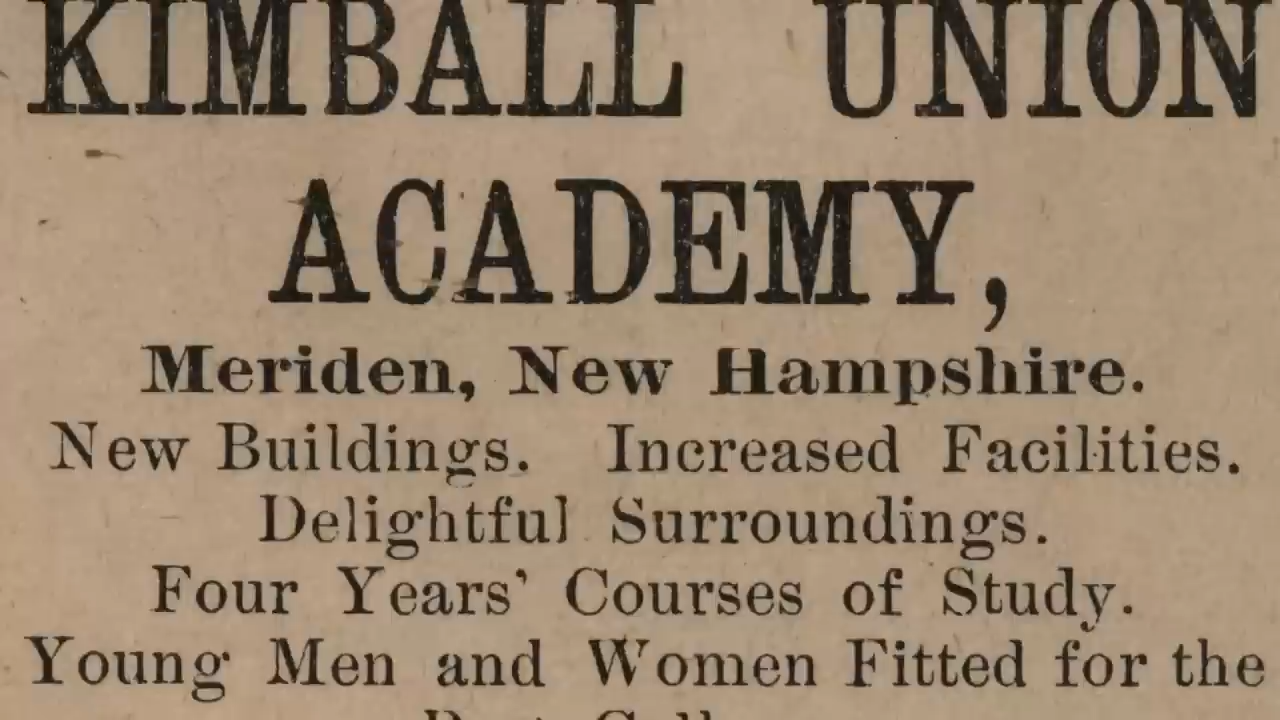 KIMBALL UNION
ACADEMY,
Meriden, New Hampshire.
New Buildings. Increased Facilities.
Delightful Surroundings.
Four Years' Courses of Study.
Young Men and Women Fitted for the